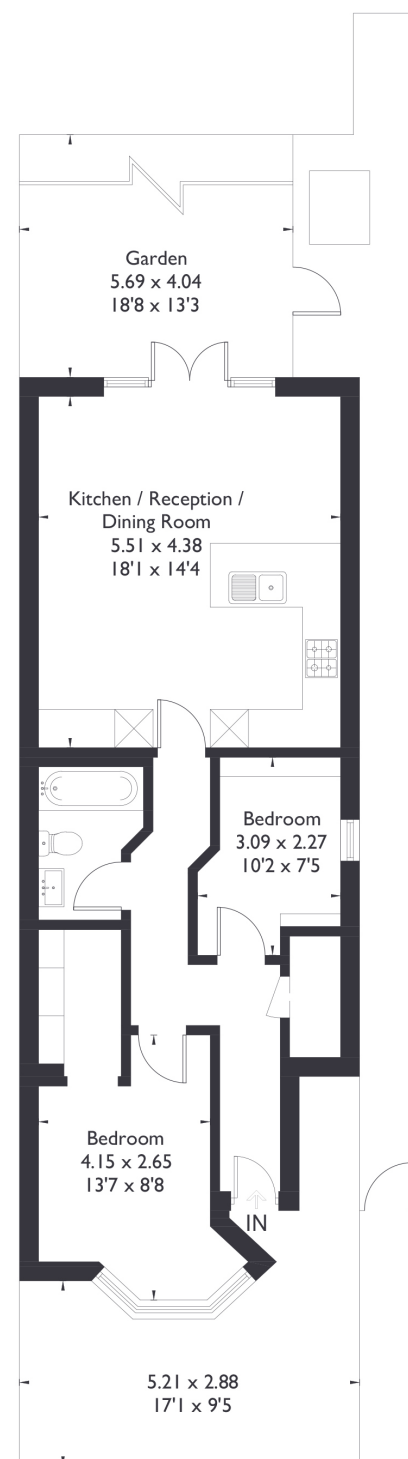 Garden
5.69 x 4.04
18'8 x 13'3
Kitchen / Reception /
Dining Room
5.51 x 4.38
18'1 x 14'4
Bedroom
3.09 x 2.27
10'2 x 7'5
Bedroom
4.15 x 2.65
13'7 x 8'8
IN
5.21 x 2.88
17'1 x 9'5